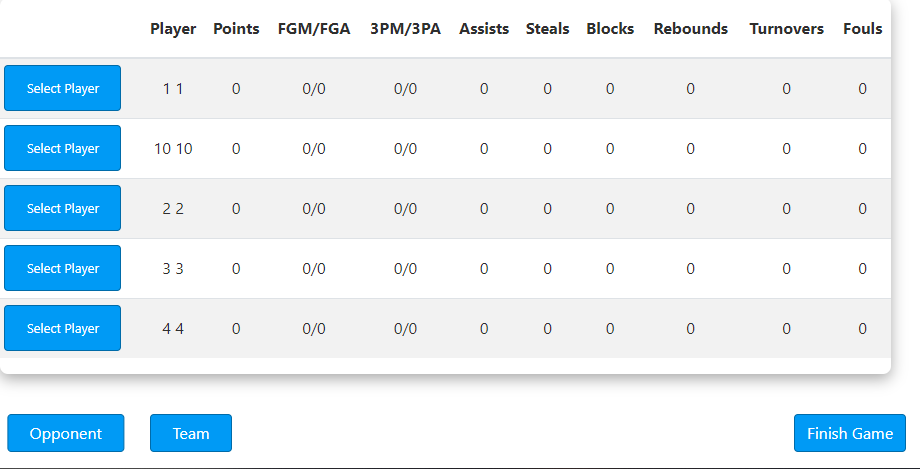 Player Points FGM/FGA 3PM/3PA Assists Steals Blocks Rebounds Turnovers Fouls
Select Player 1 1 0 0/0 0/0 0 0 0 0 0 0
Select Player 10 10 0 0/0 0/0 0 0 0 0 0 0
Select Player 2 2 0 0/0 0/0 0 0 0 0 0 0
Select Player 3 3 0 0/0 0/0 0 0 0 0 0 0
Select Player 4 4 0 0/0 0/0 0 0 0 0 0 0
Opponent Team Finish Game